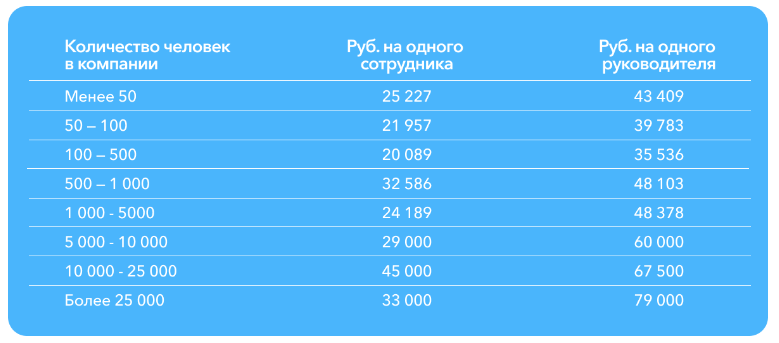 Количество человек Руб. на одного Руб. на одного
в компании сотрудника руководителя
Менее 50 25 227 43 409
50 – 100 21 957 39 783
100 – 500 20 089 35 536
500 – 1 000 32 586 48 103
1 000 - 5000 24 189 48 378
5 000 - 10 000 29 000 60 000
10 000 - 25 000 45 000 67 500
Более 25 000 33 000 79 000